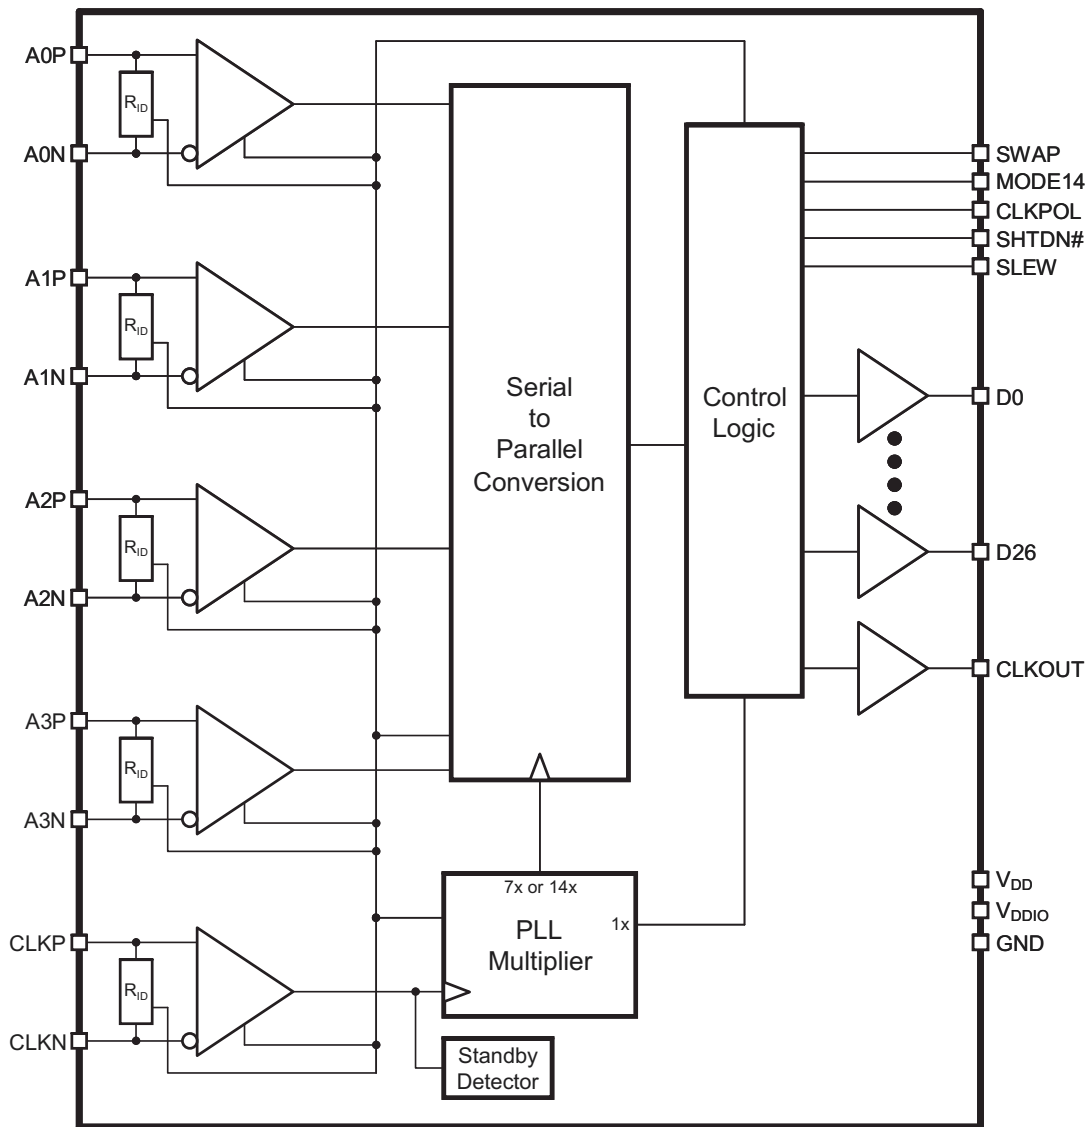 A0P
R_ID
A0N
A1P
R_ID
A1N
A2P
R_ID
A2N
A3P
R_ID
A3N
CLKP
R_ID
CLKN
Serial
to
Parallel
Conversion
7x or 14x
PLL
Multiplier
1x
Standby
Detector
Control
Logic
SWAP
MODE14
CLKPOL
SHTDN#
SLEW
D0
D26
CLKOUT
V_DD
V_DDIO
GND